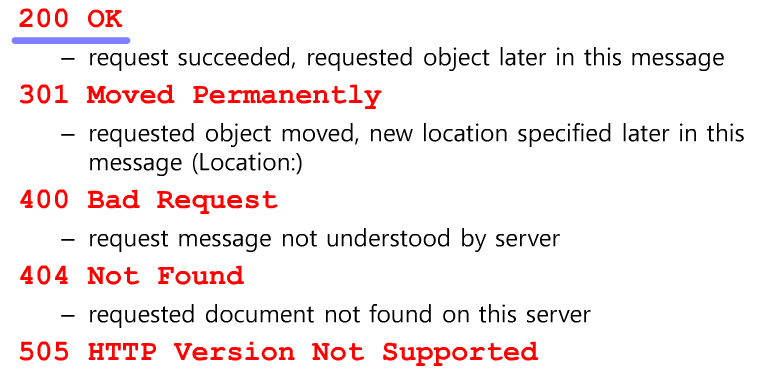 200 OK
– request succeeded, requested object later in this message
301 Moved Permanently
– requested object moved, new location specified later in this
message (Location:)
400 Bad Request
– request message not understood by server
404 Not Found
– requested document not found on this server
505 HTTP Version Not Supported